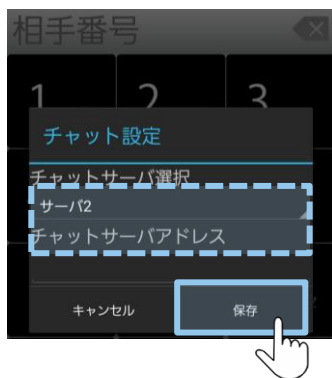 相手番号
1 2 3
チャット設定
チャットサーバ選択
サーバ2
チャットサーバアドレス
キャンセル 保存